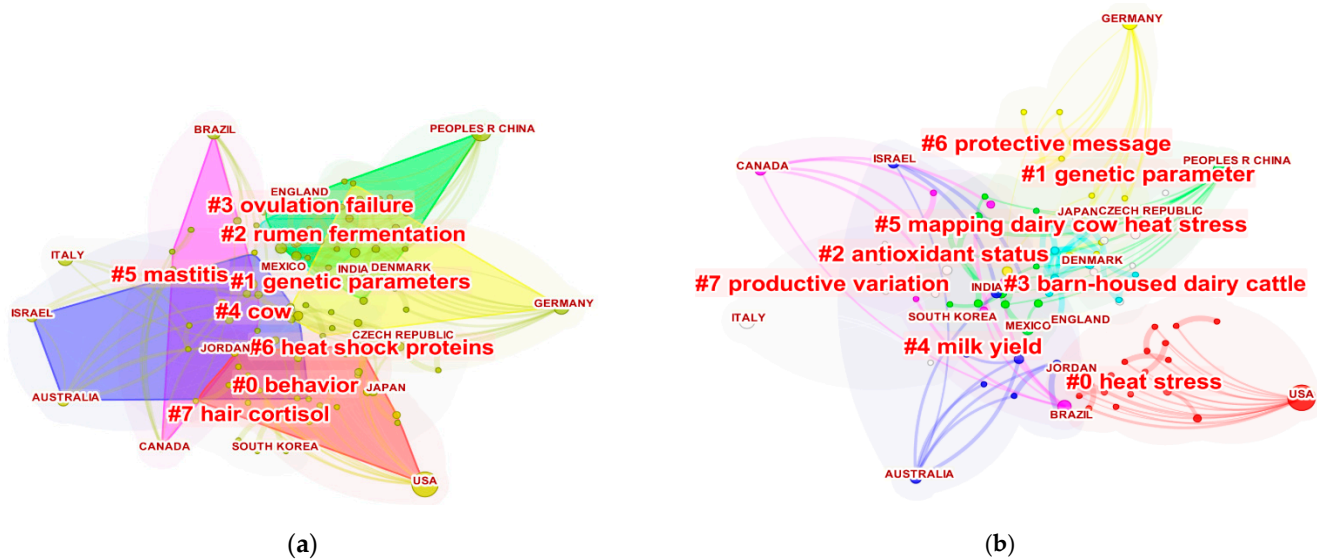 BRAZIL
PEOPLES R CHINA
ENGLAND
#3 ovulation failure
#2 rumen fermentation
ITALY
#5 mastitis
MEXICO
INDIA
DENMARK
#1 genetic parameters
ISRAEL
GERMANY
#4 cow
CZECH REPUBLIC
JORDAN
#6 heat shock proteins
#0 behavior
JAPAN
AUSTRALIA
#7 hair cortisol
CANADA
SOUTH KOREA
USA
(a)
GERMANY
#6 protective message
CANADA
ISRAEL
PEOPLES R CHINA
#1 genetic parameter
JAPAN
CZECH REPUBLIC
#5 mapping dairy cow heat stress
#2 antioxidant status
DENMARK
#7 productive variation
INDIA
#3 barn-housed dairy cattle
ITALY
SOUTH KOREA
MEXICO
ENGLAND
#4 milk yield
JORDAN
#0 heat stress
USA
BRAZIL
AUSTRALIA
(b)